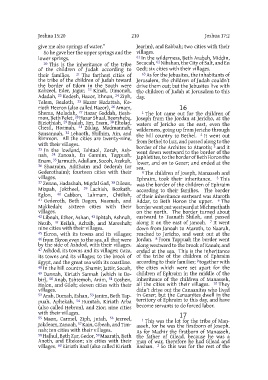 Joshua 15:20 210 Joshua 17:2
give me also springs of water."
So he gave her the upper springs and the
lower springs.
20 This is the inheritance of the tribe
of the children of Judah according to
their families. 21 The farthest cities of
the tribe of the children of Judah toward
the border of Edom in the South were
Kabzeel, Eder, Jagur, 22 Kinah, Dimonah,
Adadah, 23 Kedesh, Hazor, Ithnan, 24 Ziph,
Telem, Bealoth, 25 Hazor Hadattah,
(also called Hazor), 26 Amam,
Shema, Moladah, 27 Hazar Gaddah,
Beth Pelet, 28 Hazar Shual, Beersheba,
Baalah, Iim, Ezem, 30 Eltolad,
Chesil, Hormah, 31 Ziklag, Madmannah,
Sansannah, 32 Lebaoth, Shilhim, Ain, and
Rimmon. All the cities are twenty-nine,
with their villages.
33 In the lowland, Eshtaol, Zorah,
Zanoah, En Gannim, Tappuah,
Enam, 35 Jarmuth, Adullam, Socoh, Azekah,
36 Shaaraim, Adithaim and Gederah (or
Gederothaim); fourteen cities with their
villages.
37 Zenan, Hadashah, Migdal Gad,
Joktheel, Lachish, Bozkath,
Eglon, 40 Cabbon, Lahmam, Chitlish,
41 Gederoth, Beth Dagon, Naamah, and
Makkedah; sixteen cities with their
villages.
42 Libnah, Ether, Ashan,
Nezib, 44 Keilah, Achzib, and Mareshah;
nine cities with their villages.
45 Ekron, with its towns and its villages;
46 from Ekron even to the sea, all that were
by the side of Ashdod, with their villages.
47 Ashdod, its towns and its villages; Gaza,
its towns and its villages; to the brook of
Egypt, and the great sea with its coastline.
48 In the hill country, Shamir, Jattir, Socoh,
49 Dannah, Kiriath Sannah (which is
Debir), 50 Anab, Eshtemoh, Anim, 51 Goshen,
Holon, and Giloh; eleven cities with their
villages.
52 Arab, Dumah, Eshan, 53 Janim, Beth
Tappuah, Aphekah, 54 Humtah, Kiriath Arba
(also called Hebron), and Zior; nine cities
with their villages.
55 Maon, Carmel, Ziph, Jutah, 56 Jezreel,
Jokdeam, Zanoah, 57 Kain, Gibeah, and
Timnah; ten cities with their villages.
58 Halhul, Beth Zur, Gedor, 59 Maarath, Beth
Anoth, and Eltekon; six cities with their
villages. 60 Kiriath Baal (also called Kiriath
Jearim), and Rabbah; two cities with their
villages.
61 In the wilderness, Beth Arabah, Middin,
Secacah, 62 Nibshan, the City of Salt, and En
Gedi; six cities with their villages.
63 As for the Jebusites, the inhabitants of
Jerusalem, the children of Judah couldn't
drive them out; but the Jebusites live with
the children of Judah at Jerusalem to this
day.
16
1 The lot came out for the children of
Joseph from the Jordan at Jericho, at the
waters of Jericho on the east, even the
wilderness, going up from Jericho through
the hill country to Bethel. 2 It went out
from Bethel to Luz, and passed along to the
border of the Archites to Ataroth; 3 and it
went down westward to the border of the
Japhletites, to the border of Beth Horon the
lower, and on to Gezer; and ended at the
sea.
4 The children of Joseph, Manasseh and
Ephraim, took their inheritance. 5 This
was the border of the children of Ephraim
according to their families. The border
of their inheritance eastward was Ataroth
Addar, to Beth Horon the upper. 6 The
border went out westward at Michmethath
on the north. The border turned about
eastward to Taanath Shiloh, and passed
along it on the east of Janoah. 7 It went
down from Janoah to Ataroth, to Naarah,
reached to Jericho, and went out at the
Jordan. 8 From Tappuah the border went
along westward to the brook of Kanah; and
ended at the sea. This is the inheritance
of the tribe of the children of Ephraim
according to their families; 9 together with
the cities which were set apart for the
children of Ephraim in the middle of the
inheritance of the children of Manasseh,
all the cities with their villages. 10 They
didn't drive out the Canaanites who lived
in Gezer; but the Canaanites dwell in the
territory of Ephraim to this day, and have
become servants to do forced labor.
17
1 This was the lot for the tribe of
Manasseh, for he was the firstborn of Joseph.
As for Machir the firstborn of Manasseh,
the father of Gilead, because he was a
man of war, therefore he had Gilead and
Bashan. 2 So this was for the rest of the